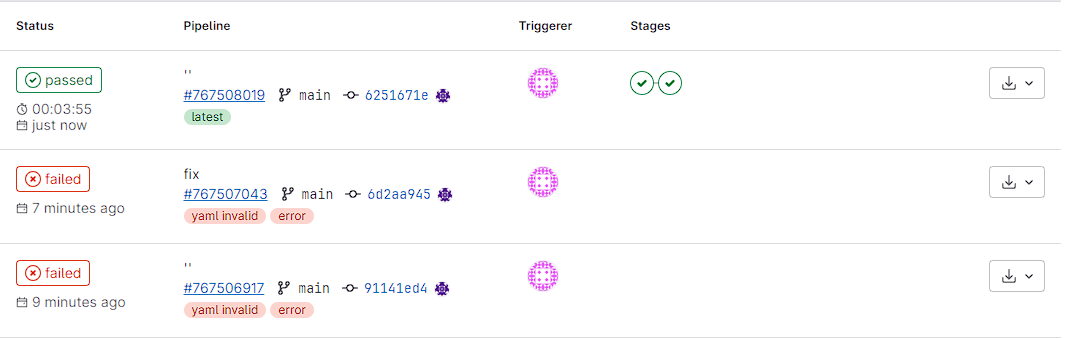 Status Pipeline Triggerer Stages
passed
''
#767508019 main 6251671e
00:03:55
latest
just now
failed
fix
#767507043 main 6d2aa945
7 minutes ago
yaml invalid error
failed
''
#767506917 main 91141ed4
9 minutes ago
yaml invalid error